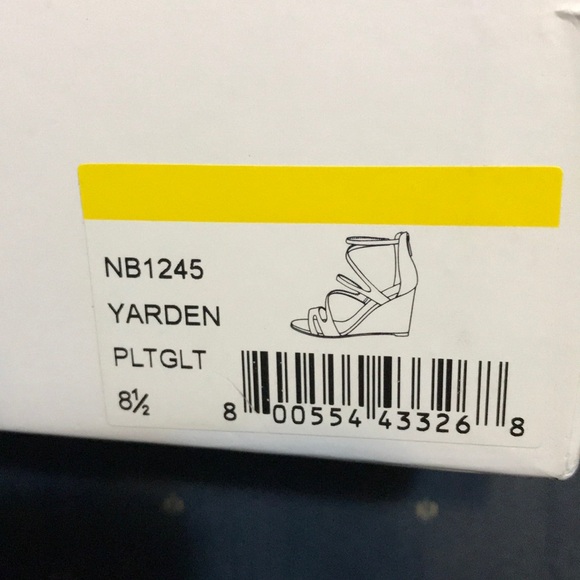 NB1245
YARDEN
PLTGLT
8½
8 00554 43326 8